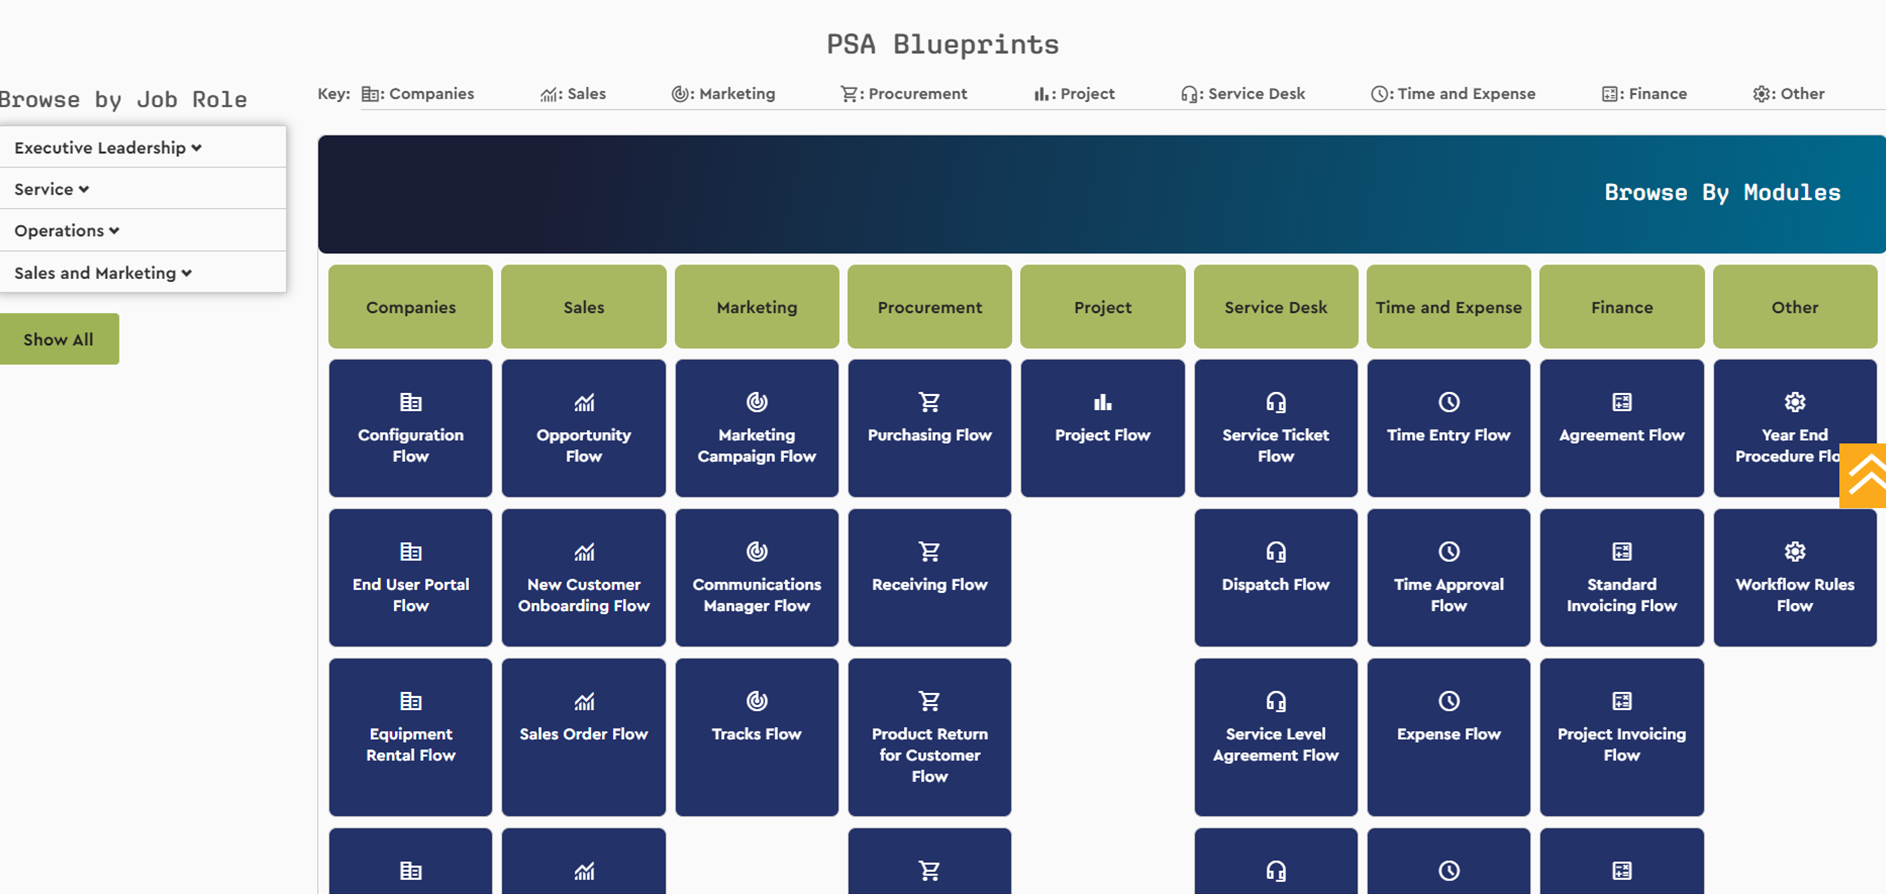 PSA Blueprints
Browse by Job Role
Key: : Companies : Sales : Marketing : Procurement : Project : Service Desk : Time and Expense : Finance : Other
Executive Leadership
Service
Operations
Sales and Marketing
Show All
Browse By Modules
Companies Sales Marketing Procurement Project Service Desk Time and Expense Finance Other
Configuration
Flow
Opportunity
Flow
Marketing
Campaign Flow
Purchasing Flow
Project Flow
Service Ticket
Flow
Time Entry Flow
Agreement Flow
Year End
Procedure Flo
End User Portal
Flow
New Customer
Onboarding Flow
Communications
Manager Flow
Receiving Flow
Dispatch Flow
Time Approval
Flow
Standard
Invoicing Flow
Workflow Rules
Flow
Equipment
Rental Flow
Sales Order Flow
Tracks Flow
Product Return
for Customer
Flow
Service Level
Agreement Flow
Expense Flow
Project Invoicing
Flow